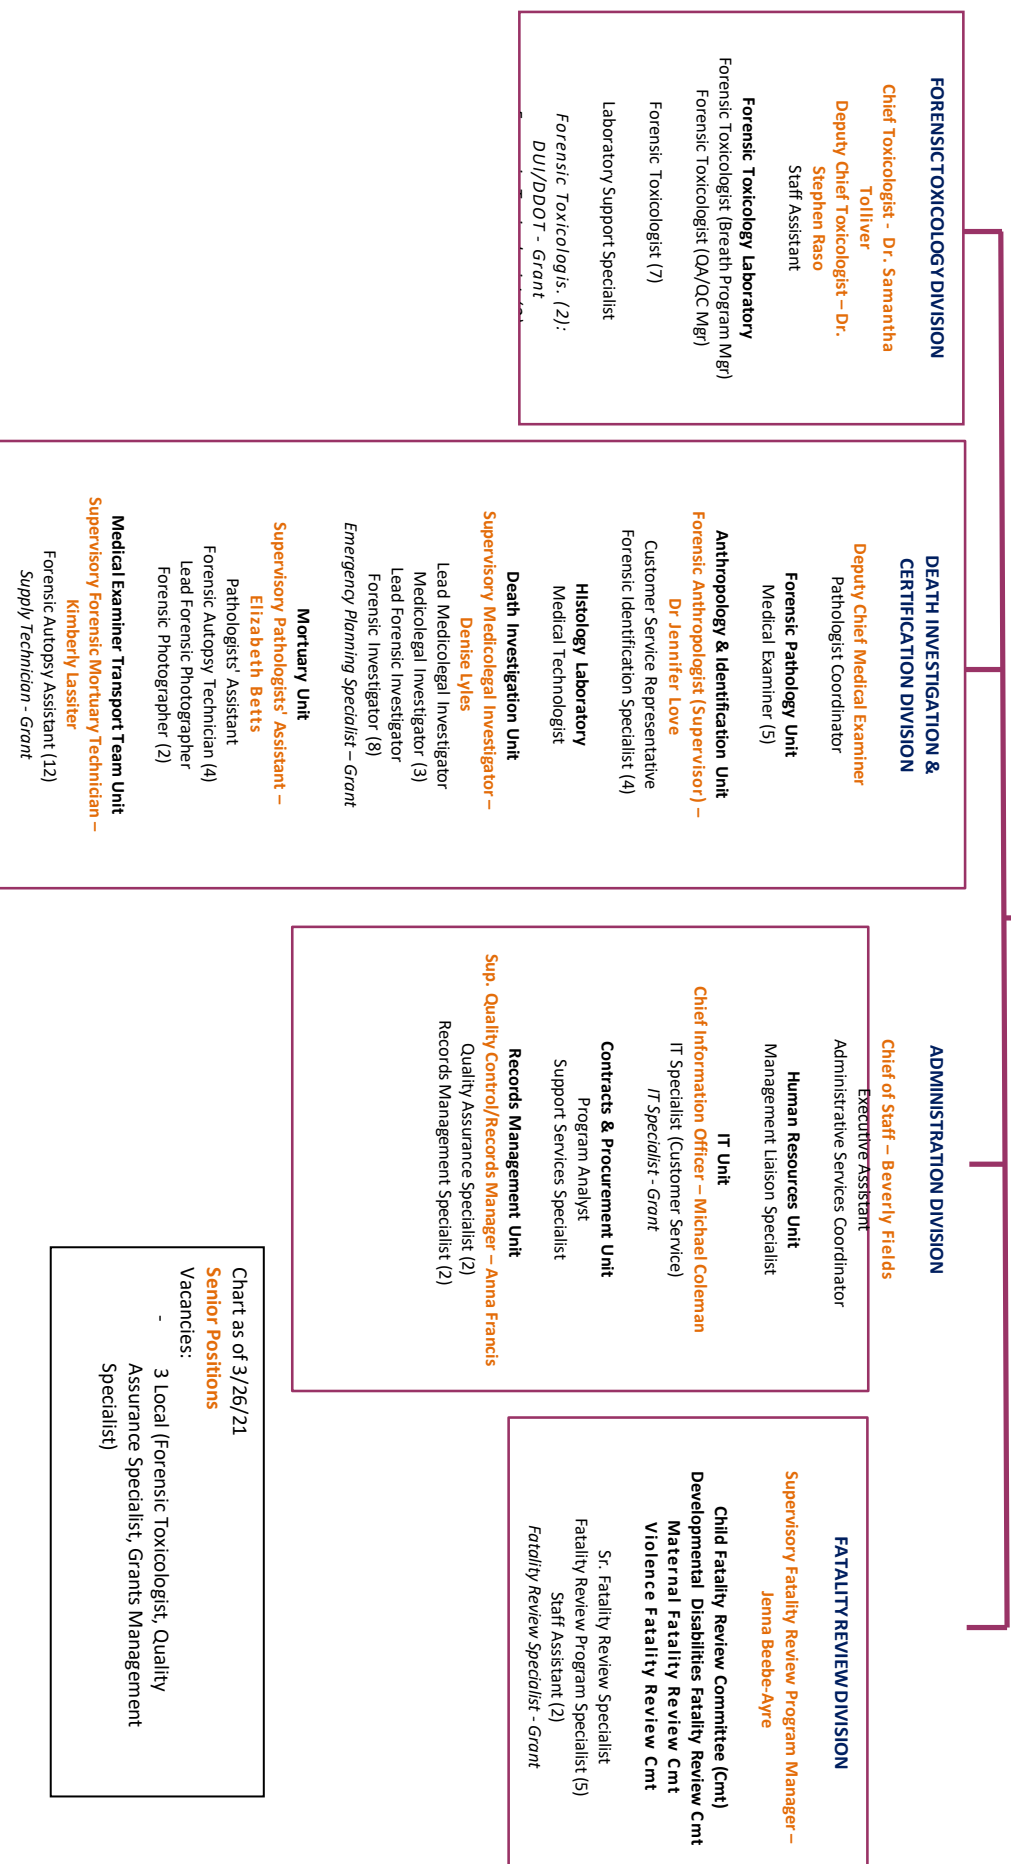 FORENSIC TOXICOLOGY DIVISION
Chief Toxicologist - Dr. Samantha
Tolliver
Deputy Chief Toxicologist – Dr.
Stephen Raso
Staff Assistant
Forensic Toxicology Laboratory
Forensic Toxicologist (Breath Program Mgr)
Forensic Toxicologist (QA/QC Mgr)
Forensic Toxicologist (7)
Laboratory Support Specialist
Forensic Toxicologis. (2):
DUI/DDOT - Grant
DEATH INVESTIGATION &
CERTIFICATION DIVISION
Deputy Chief Medical Examiner
Pathologist Coordinator
Forensic Pathology Unit
Medical Examiner (5)
Anthropology & Identification Unit
Forensic Anthropologist (Supervisor) –
Dr Jennifer Love
Customer Service Representative
Forensic Identification Specialist (4)
Histology Laboratory
Medical Technologist
Death Investigation Unit
Supervisory Medicolegal Investigator –
Denise Lyles
Lead Medicolegal Investigator
Medicolegal Investigator (3)
Lead Forensic Investigator
Forensic Investigator (8)
Emergency Planning Specialist – Grant
Mortuary Unit
Supervisory Pathologists' Assistant –
Elizabeth Betts
Pathologists' Assistant
Forensic Autopsy Technician (4)
Lead Forensic Photographer
Forensic Photographer (2)
Medical Examiner Transport Team Unit
Supervisory Forensic Mortuary Technician –
Kimberly Lassiter
Forensic Autopsy Assistant (12)
Supply Technician - Grant
ADMINISTRATION DIVISION
Chief of Staff – Beverly Fields
Executive Assistant
Administrative Services Coordinator
Human Resources Unit
Management Liaison Specialist
IT Unit
Chief Information Officer – Michael Coleman
IT Specialist (Customer Service)
IT Specialist - Grant
Contracts & Procurement Unit
Program Analyst
Support Services Specialist
Records Management Unit
Sup. Quality Control/Records Manager – Anna Francis
Quality Assurance Specialist (2)
Records Management Specialist (2)
FATALITY REVIEW DIVISION
Supervisory Fatality Review Program Manager –
Jenna Beebe-Ayre
Child Fatality Review Committee (Cmt)
Developmental Disabilities Fatality Review Cmt
Maternal Fatality Review Cmt
Violence Fatality Review Cmt
Sr. Fatality Review Specialist
Fatality Review Program Specialist (5)
Staff Assistant (2)
Fatality Review Specialist - Grant
Chart as of 3/26/21
Senior Positions
Vacancies:
- 3 Local (Forensic Toxicologist, Quality
Assurance Specialist, Grants Management
Specialist)